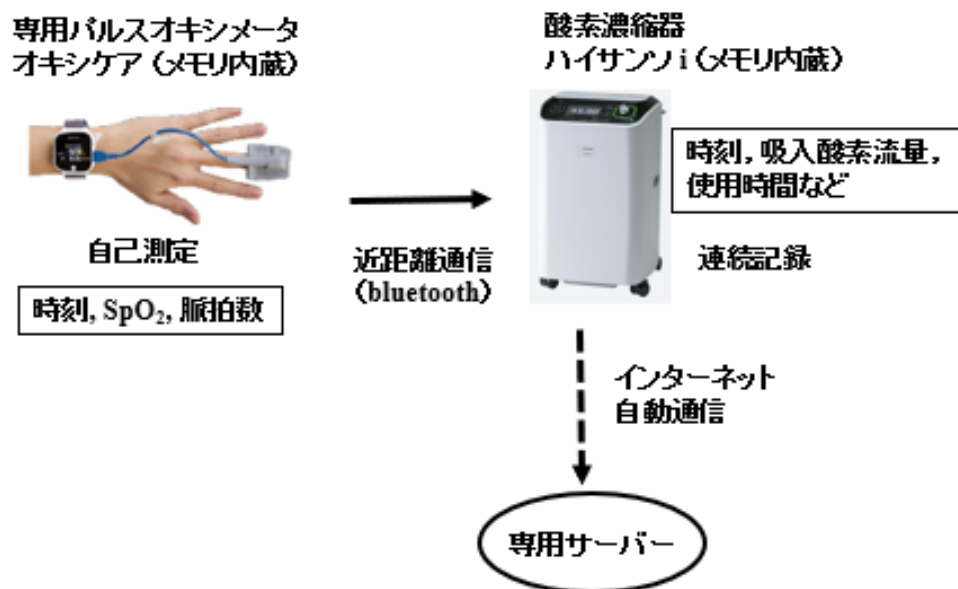 専用パルスオキシメータ
オキシケア（メモリ内蔵）
酸素濃縮器
ハイサンソi（メモリ内蔵）
時刻, 吸入酸素流量,
使用時間など
自己測定
近距離通信
（bluetooth）
連続記録
時刻, SpO₂, 脈拍数
インターネット
自動通信
専用サーバー